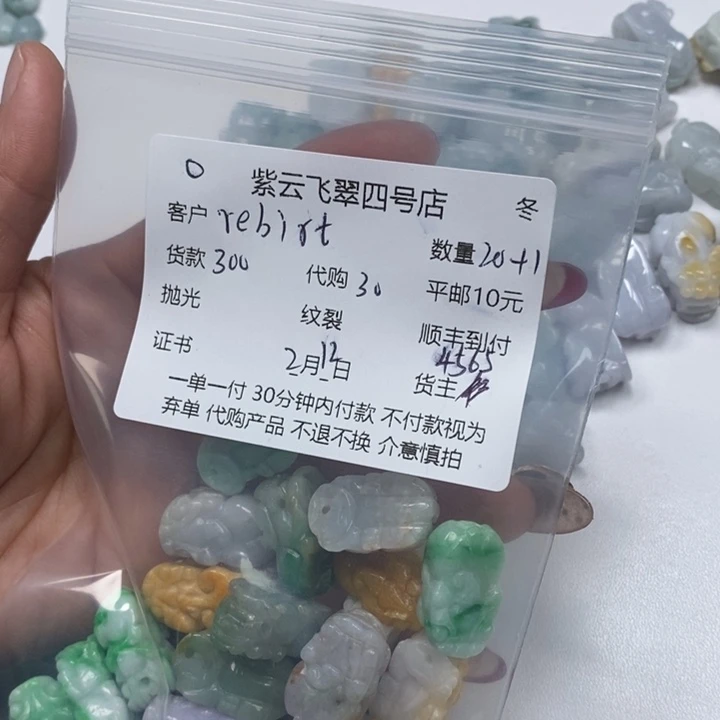 紫云飞翠四号店 冬
客户 rebirt 数量 20+1
货款 300 代购 30 平邮10元
抛光 纹裂 顺丰到付
证书 2月12日 4565
货主
一单一付 30分钟内付款 不付款视为
弃单 代购产品 不退不换 介意慎拍